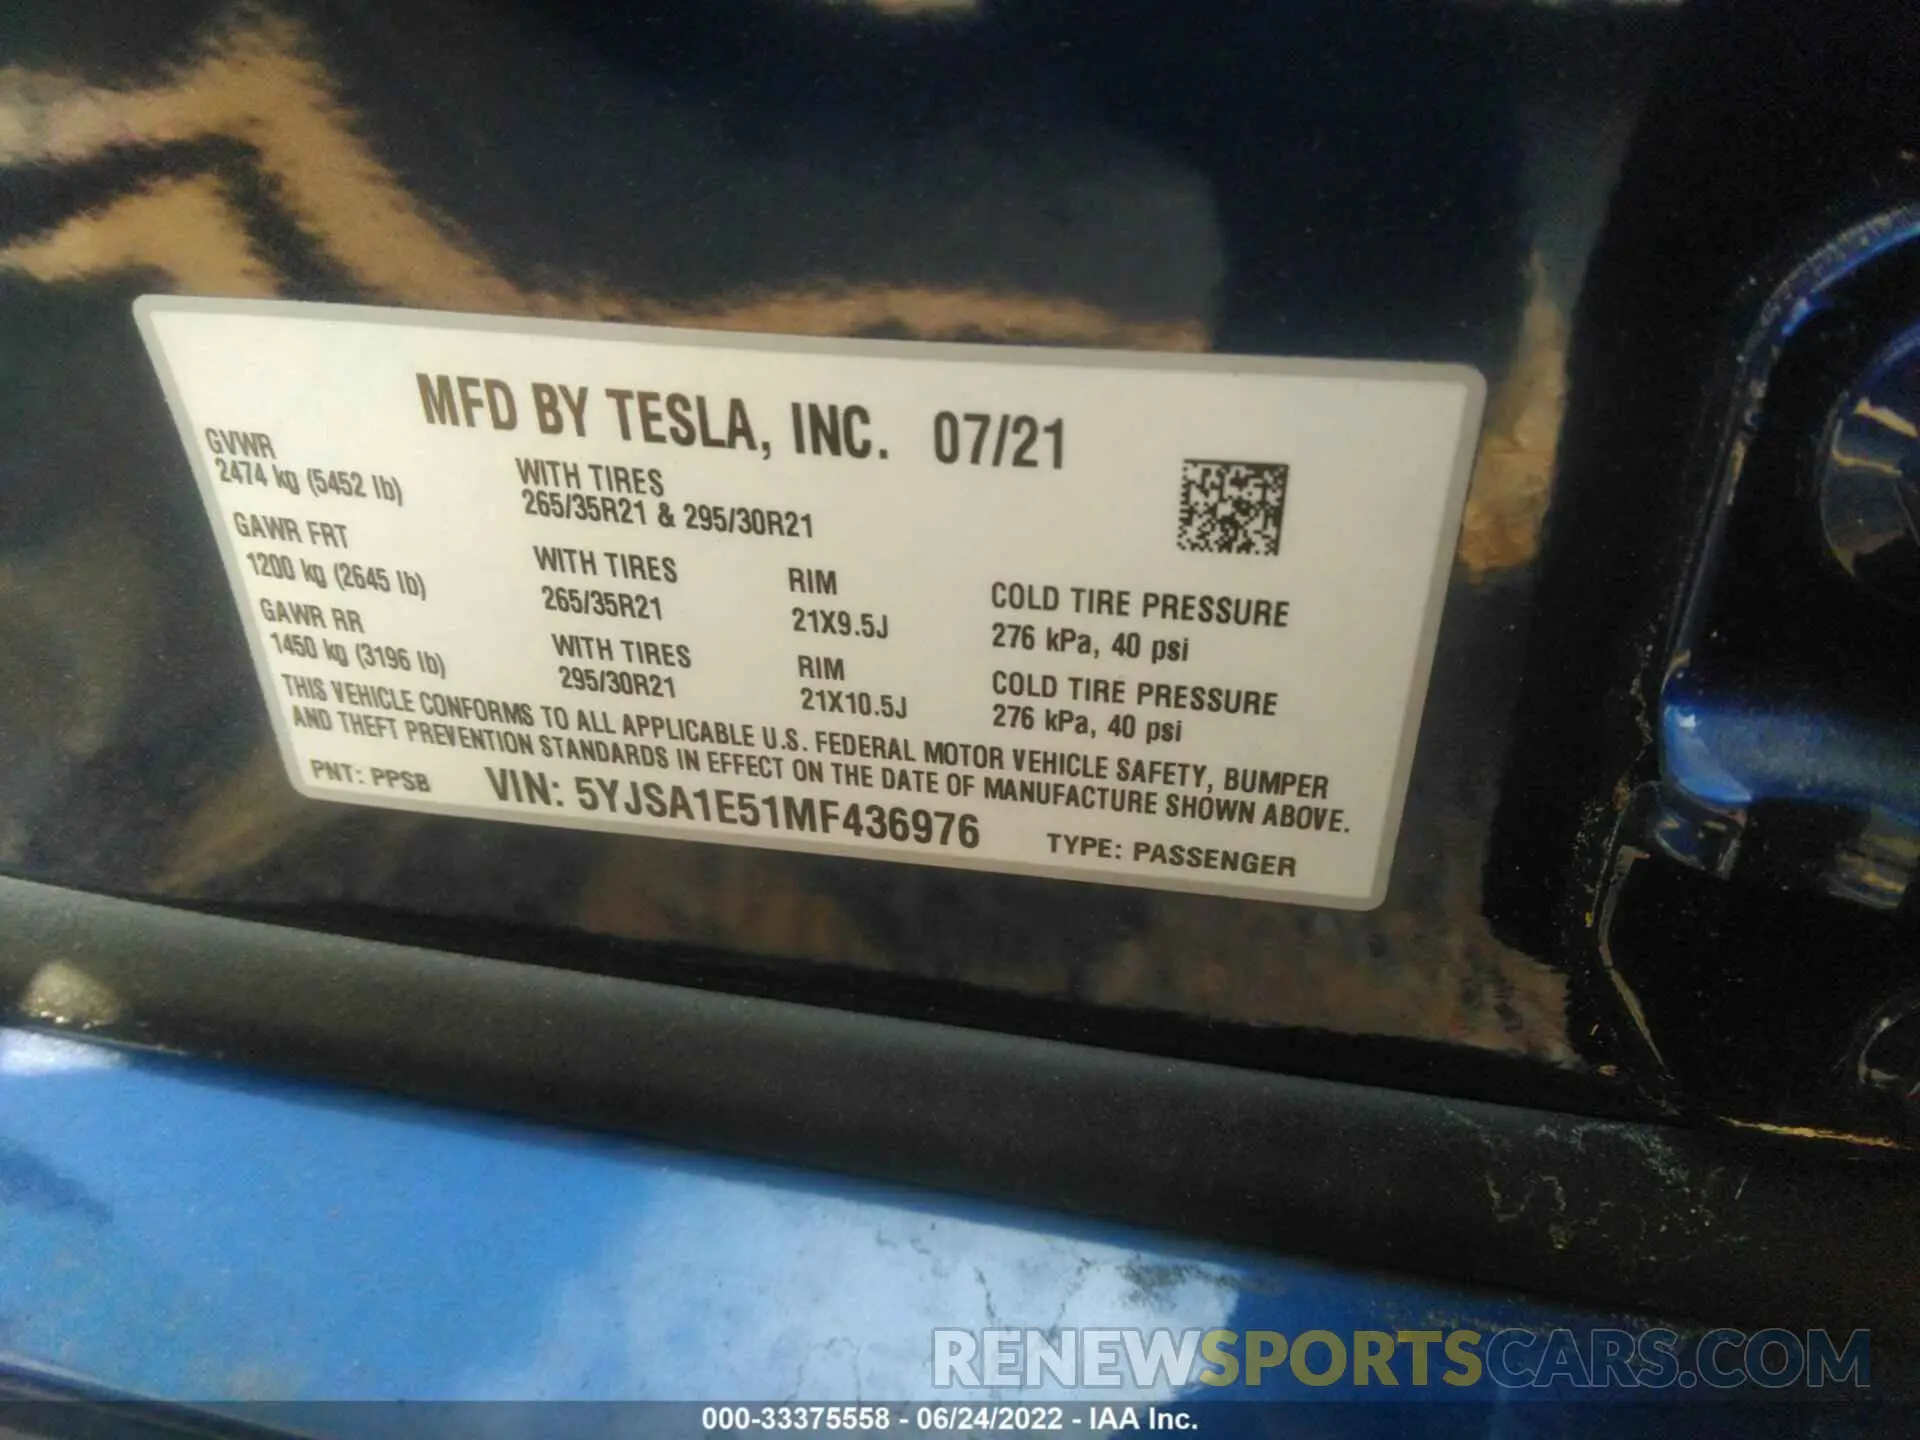 MFD BY TESLA, INC. 07/21
GVWR
2474 kg (5452 lb)
WITH TIRES
265/35R21 & 295/30R21
GAWR FRT
1200 kg (2645 lb)
WITH TIRES
265/35R21
RIM
21X9.5J
COLD TIRE PRESSURE
276 kPa, 40 psi
GAWR RR
1450 kg (3196 lb)
WITH TIRES
295/30R21
RIM
21X10.5J
COLD TIRE PRESSURE
276 kPa, 40 psi
THIS VEHICLE CONFORMS TO ALL APPLICABLE U.S. FEDERAL MOTOR VEHICLE SAFETY, BUMPER
AND THEFT PREVENTION STANDARDS IN EFFECT ON THE DATE OF MANUFACTURE SHOWN ABOVE.
PNT: PPSB VIN: 5YJSA1E51MF436976 TYPE: PASSENGER
RENEWSPORTSCARS.COM
000-33375558 - 06/24/2022 - IAA Inc.